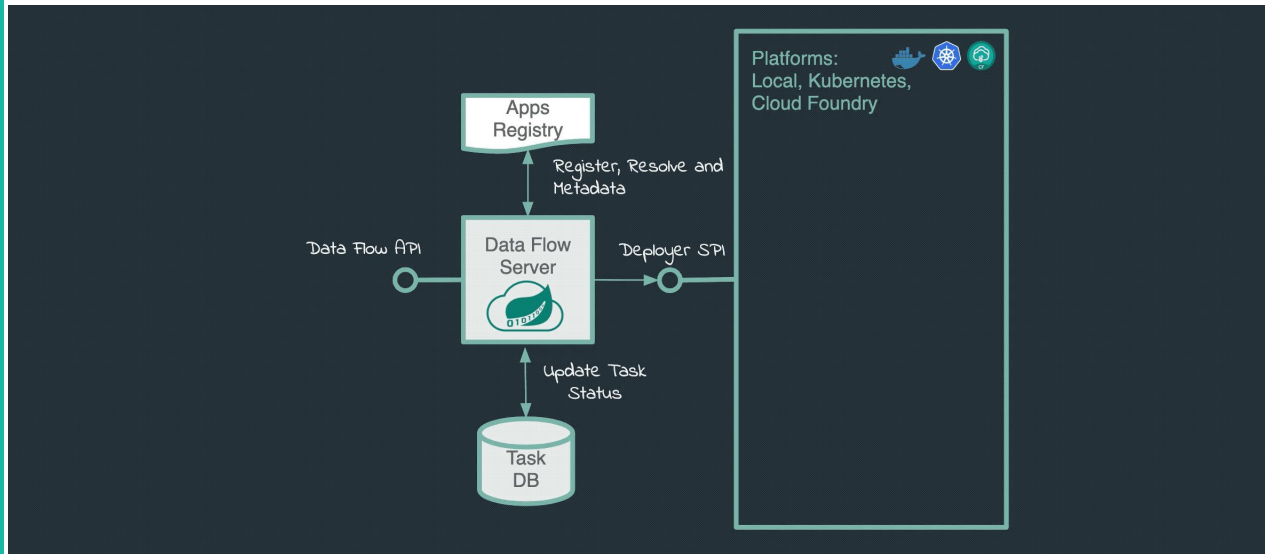 Platforms:
Local, Kubernetes,
Cloud Foundry
Apps
Registry
Register, Resolve and
Metadata
Data Flow API
Data Flow
Server
Deployer SPI
Update Task
Status
Task
DB